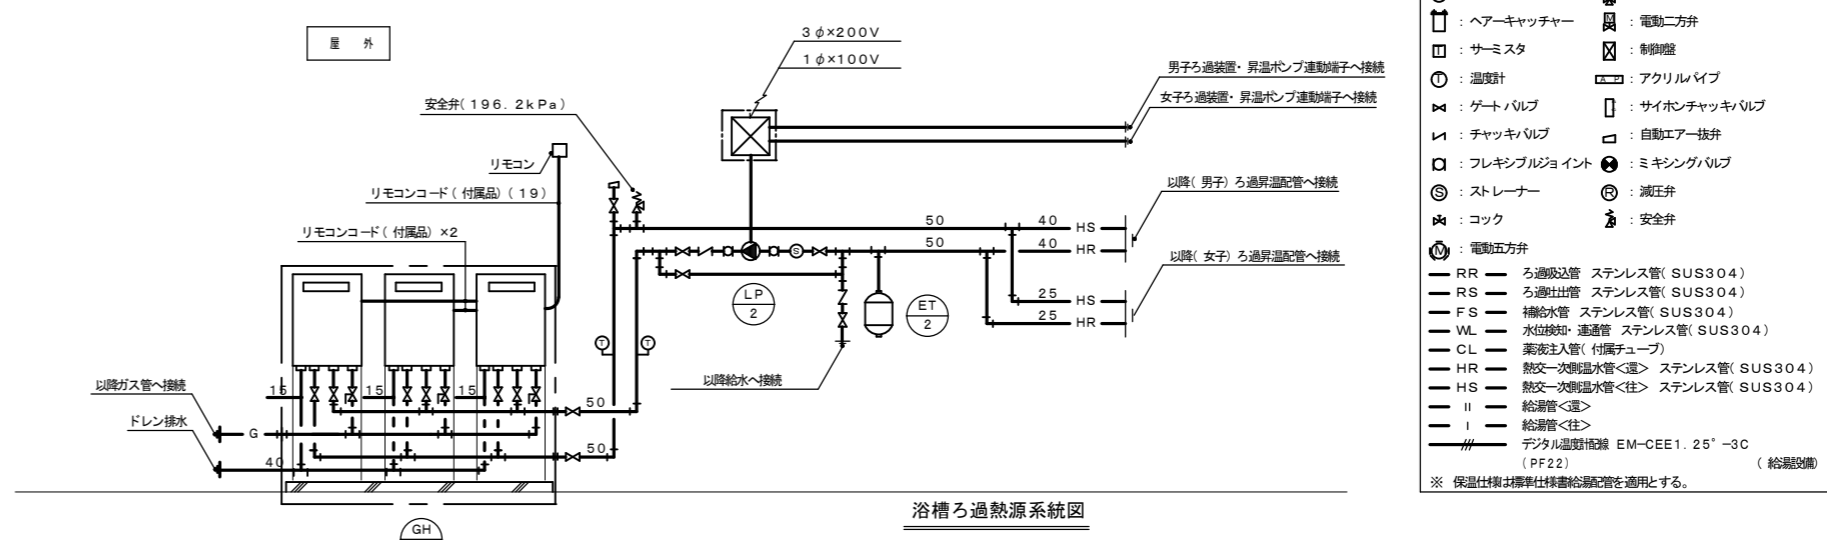 屋 外
3φ×200V
1φ×100V
男子ろ過装置・昇温ポンプ連動端子へ接続
女子ろ過装置・昇温ポンプ連動端子へ接続
安全弁(196.2kPa)
リモコン
リモコンコード(付属品)(19)
リモコンコード(付属品)×2
以降(男子)ろ過昇温配管へ接続
50 40 HS
50 40 HR
以降(女子)ろ過昇温配管へ接続
25 HS
25 HR
S
LP
2
ET
2
T
T
以降給水へ接続
以降ガス管へ接続
15 15 15
50
ドレン排水
G
50
40
GH
浴槽ろ過熱源系統図
: ヘアーキャッチャー
M : 電動二方弁
T : サーミスタ
: 制御盤
T : 温度計
A P : アクリルパイプ
: ゲートバルブ
: サイホンチャッキバルブ
: チャッキバルブ
: 自動エアー抜弁
: フレキシブルジョイント
: ミキシングバルブ
S : ストレーナー
R : 減圧弁
: コック
: 安全弁
M : 電動五方弁
RR ろ過吸込管 ステンレス管(SUS304)
RS ろ過吐出管 ステンレス管(SUS304)
FS 補給水管 ステンレス管(SUS304)
WL 水位検知・連通管 ステンレス管(SUS304)
CL 薬液注入管(付属チューブ)
HR 熱交一次側温水管<還> ステンレス管(SUS304)
HS 熱交一次側温水管<往> ステンレス管(SUS304)
II 給湯管<還>
I 給湯管<往>
デジタル温度計配線 EM-CEE1.25°-3C
(PF22) (給湯設備)
※ 保温仕様は標準仕様書給湯配管を適用とする。